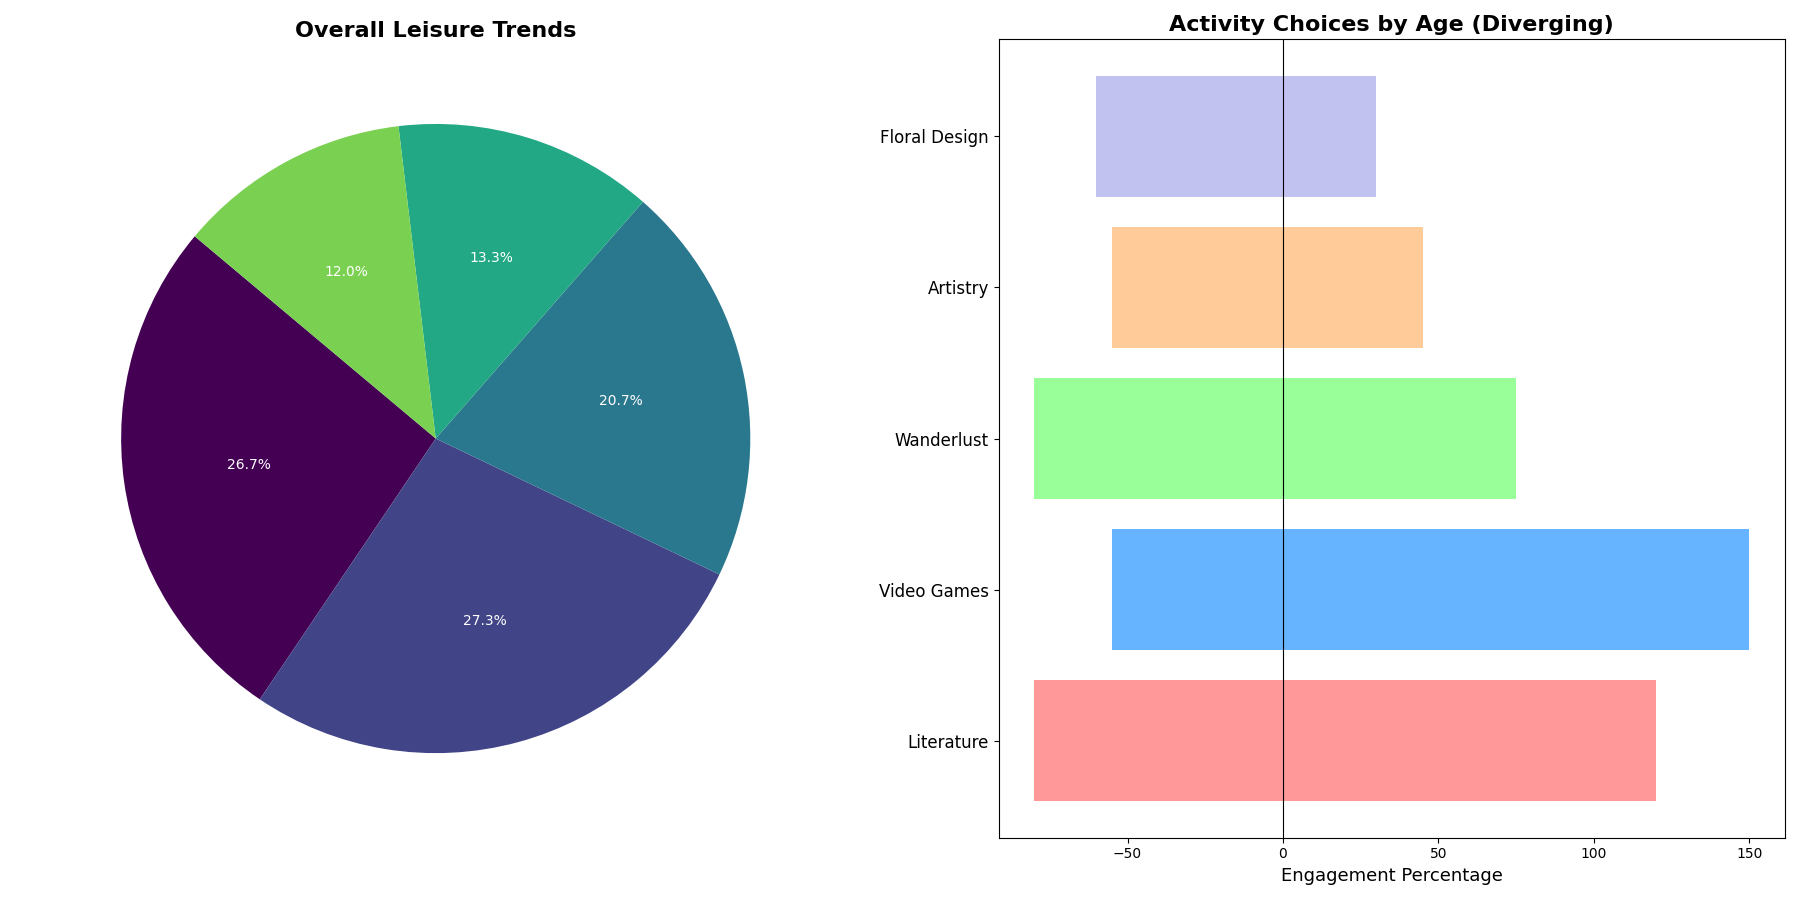 Overall Leisure Trends
12.0%
13.3%
20.7%
26.7%
27.3%
Activity Choices by Age (Diverging)
Floral Design
Artistry
Wanderlust
Video Games
Literature
−50
0
50
100
150
Engagement Percentage